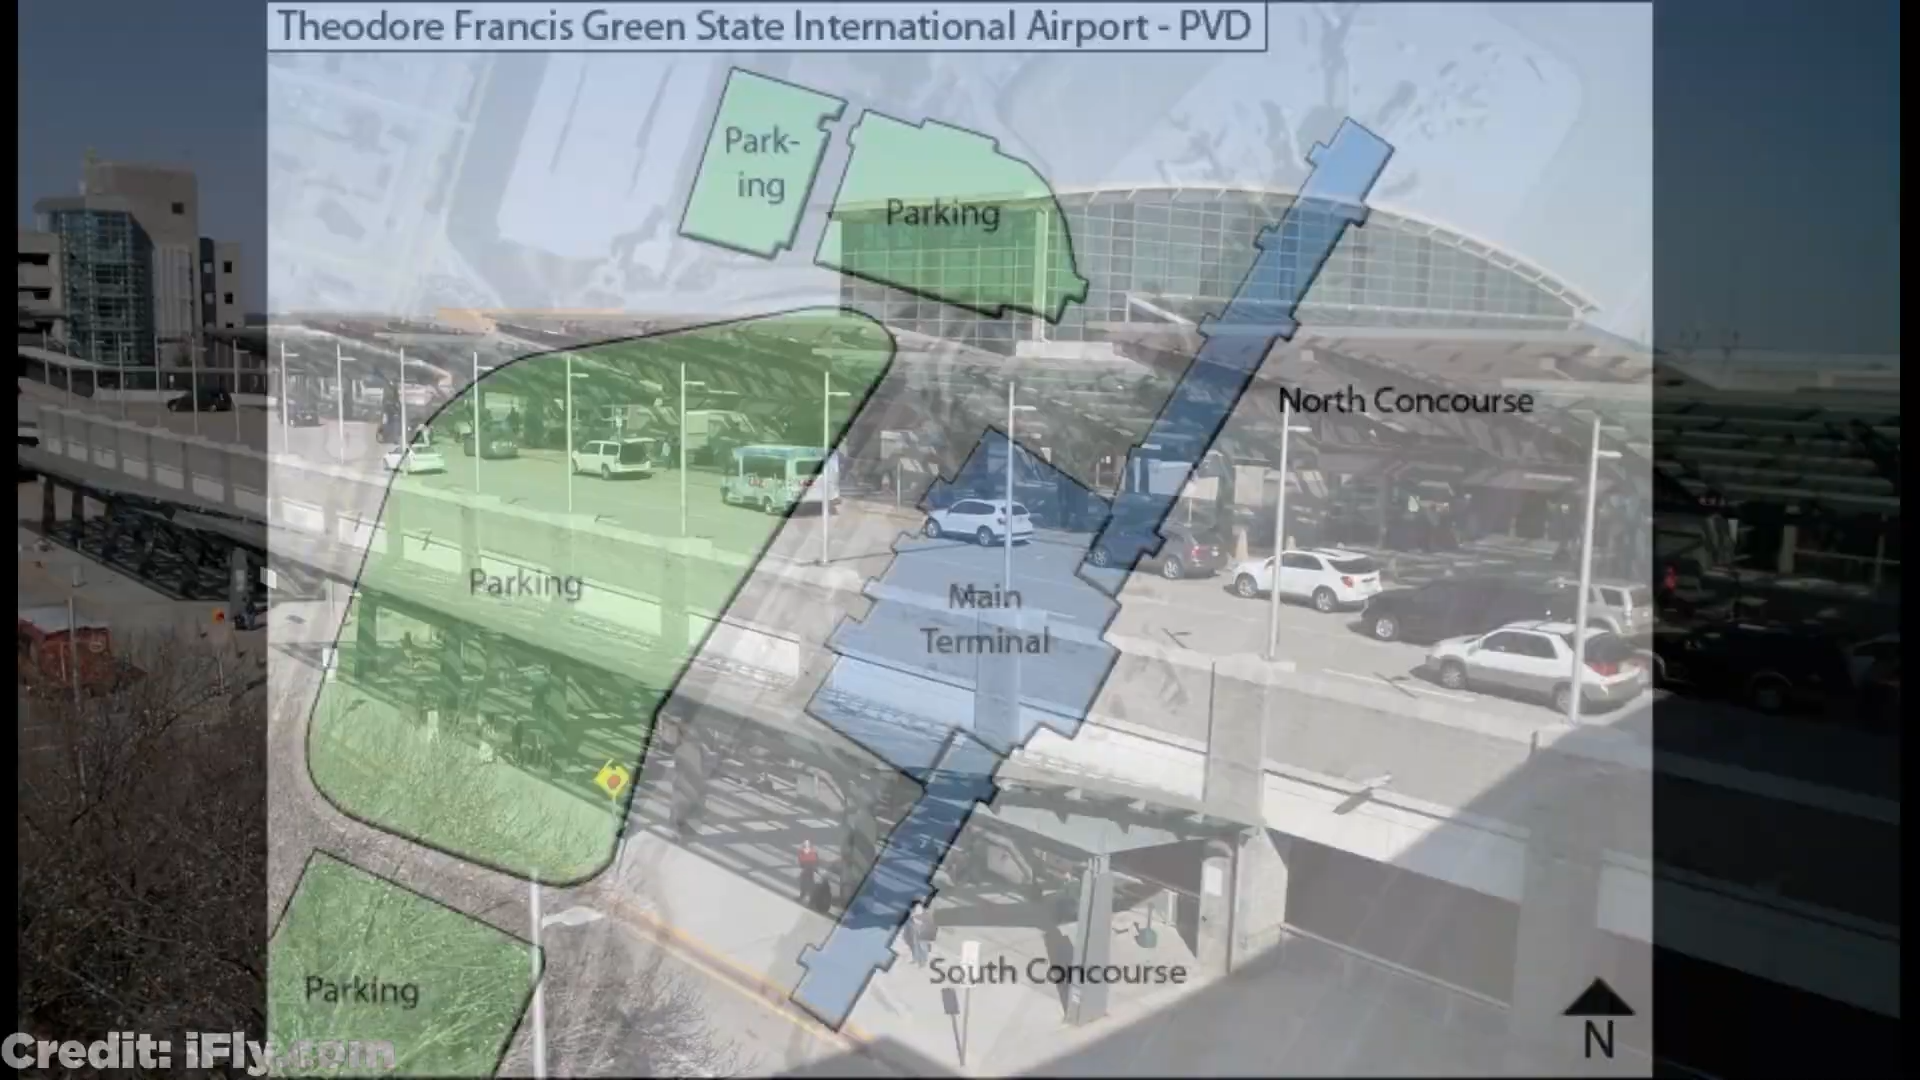 Theodore Francis Green State International Airport - PVD
Park-
ing
Parking
North Concourse
Parking
Main
Terminal
South Concourse
Parking
N
Credit: iFly.com